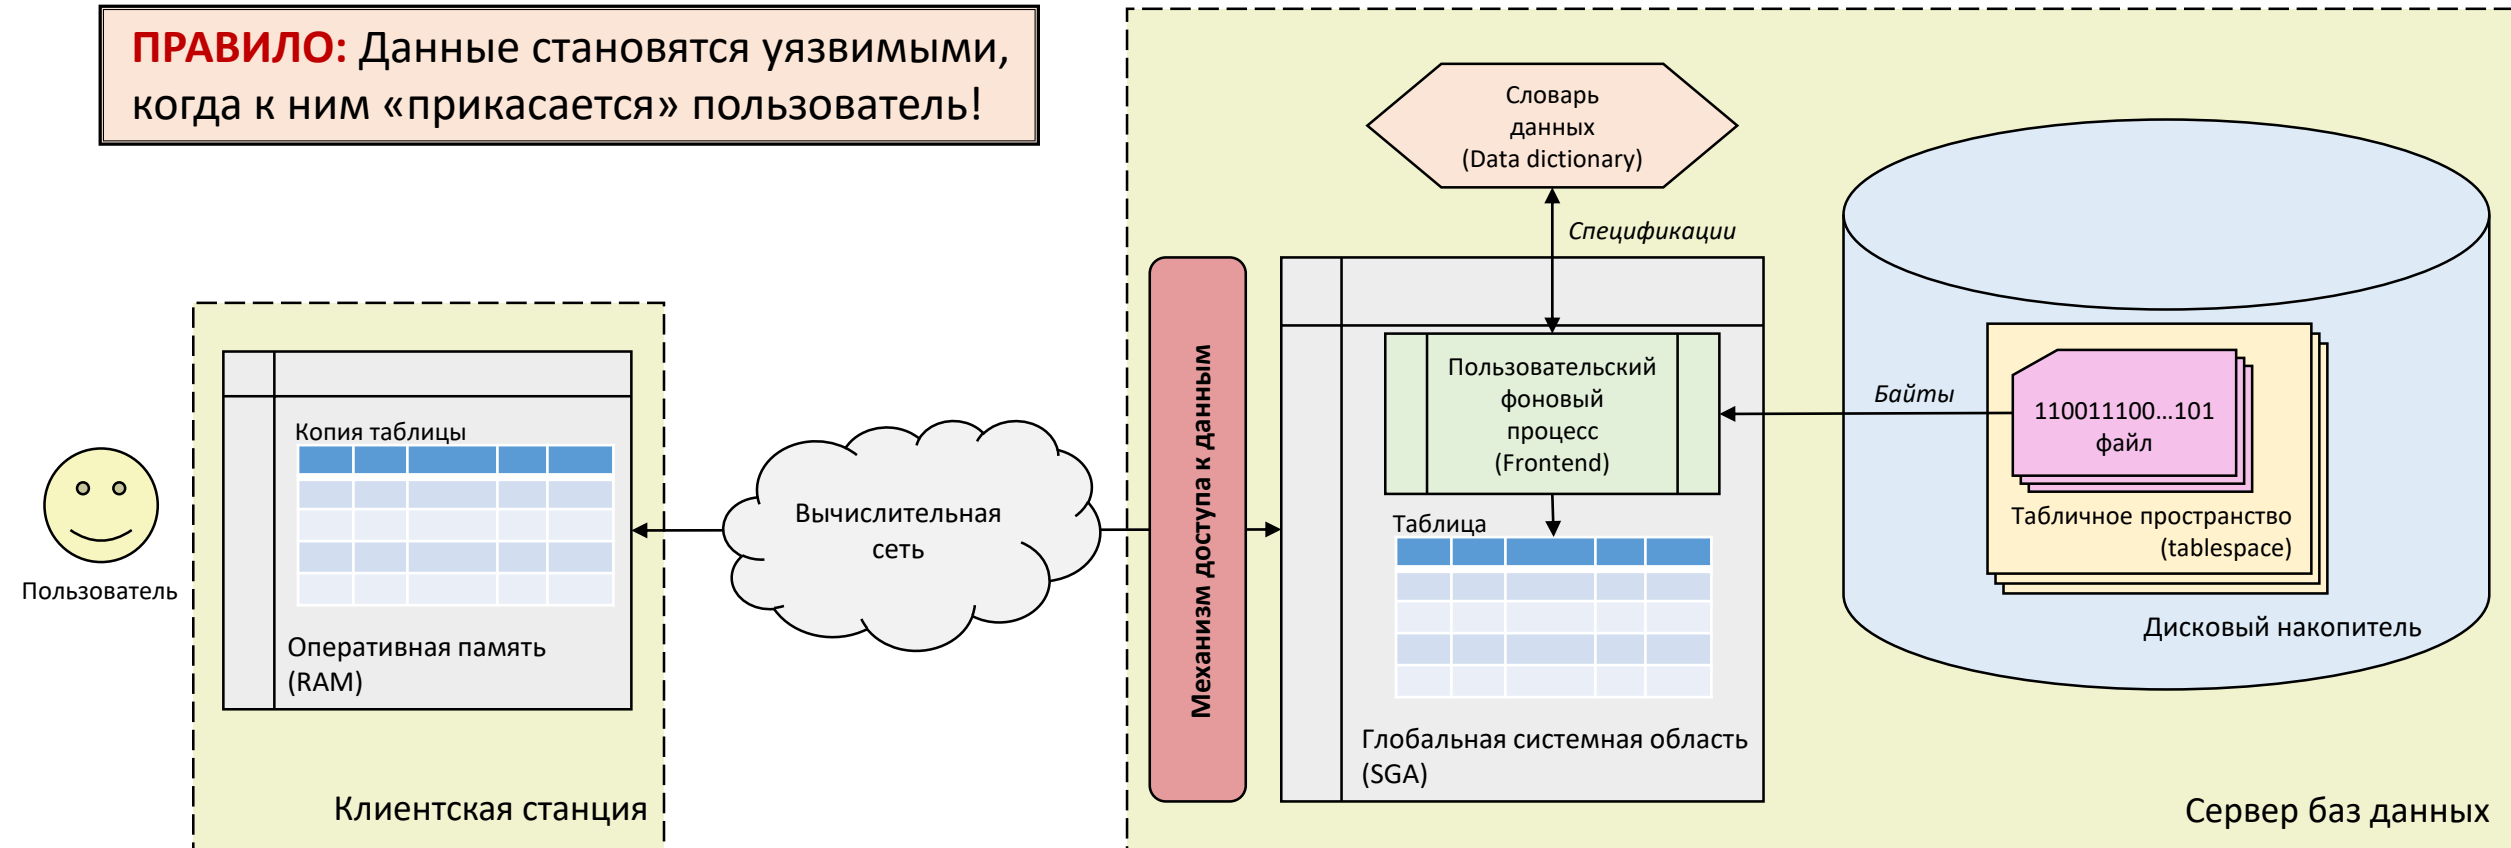 ПРАВИЛО: Данные становятся уязвимыми,
когда к ним «прикасается» пользователь!
Словарь
данных
(Data dictionary)
Спецификации
Пользовательский
фоновый
процесс
(Frontend)
Байты
110011100...101
файл
Табличное пространство
(tablespace)
Дисковый накопитель
Механизм доступа к данным
Таблица
Глобальная системная область
(SGA)
Сервер баз данных
Вычислительная
сеть
Копия таблицы
Оперативная память
(RAM)
Клиентская станция
Пользователь